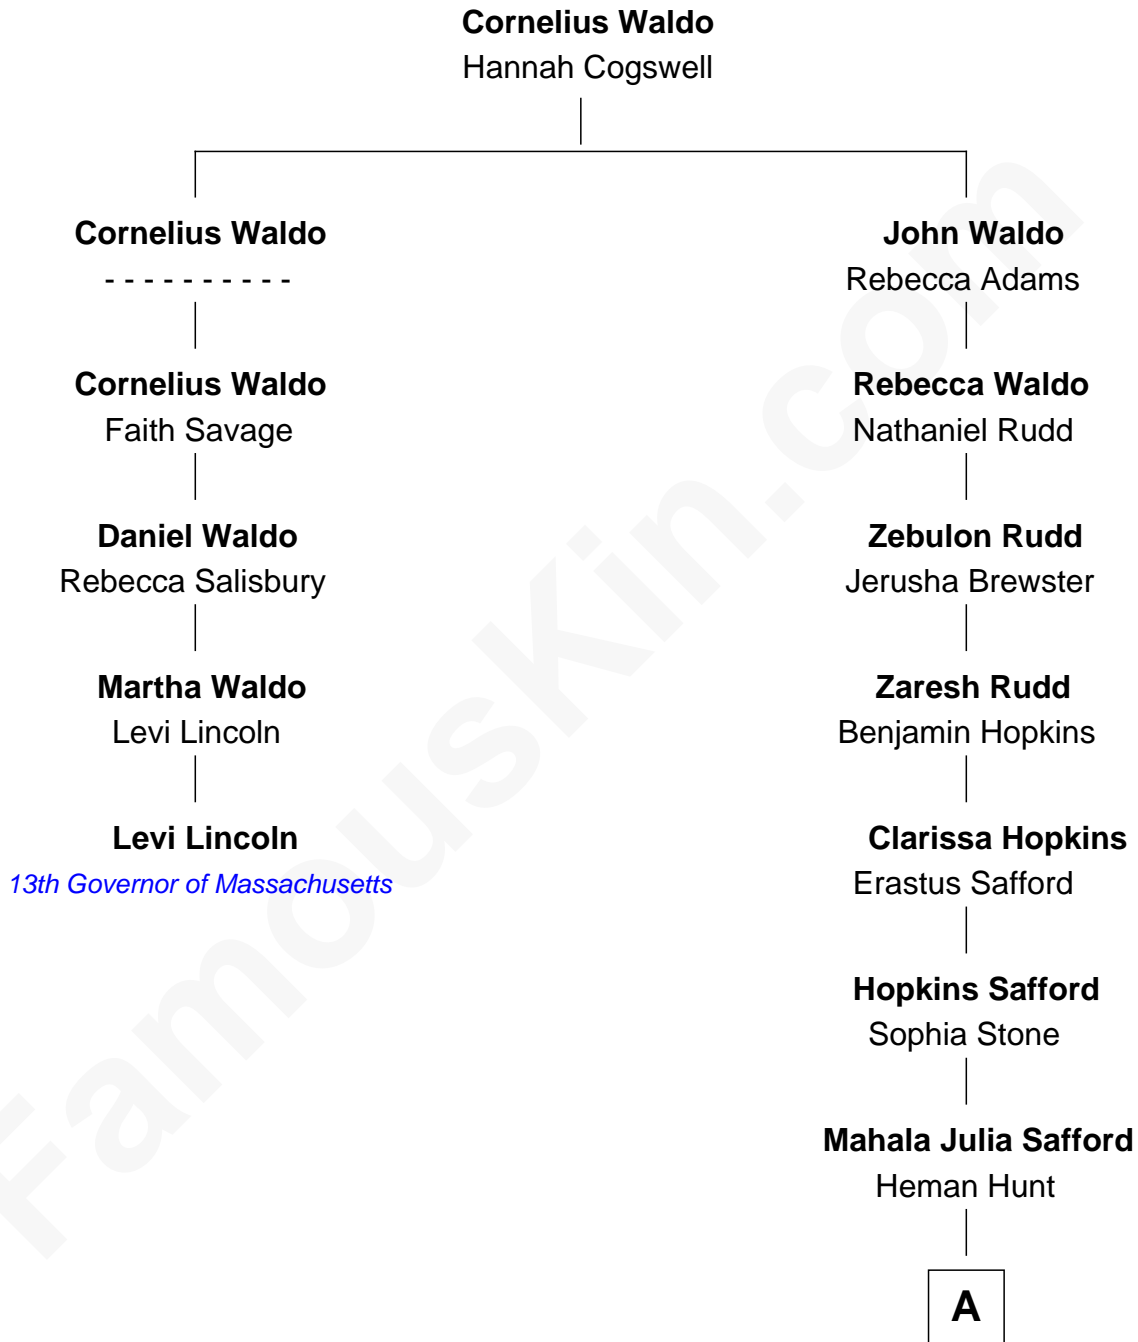 Cornelius Waldo
Hannah Cogswell
Cornelius Waldo
- - - - - - - - - -
John Waldo
Rebecca Adams
Cornelius Waldo
Faith Savage
Rebecca Waldo
Nathaniel Rudd
Daniel Waldo
Rebecca Salisbury
Zebulon Rudd
Jerusha Brewster
Martha Waldo
Levi Lincoln
Zaresh Rudd
Benjamin Hopkins
Levi Lincoln
13th Governor of Massachusetts
Clarissa Hopkins
Erastus Safford
Hopkins Safford
Sophia Stone
Mahala Julia Safford
Heman Hunt
A
FamousKin.com